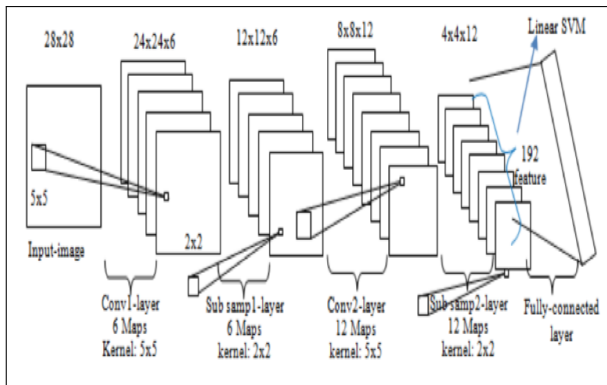 28x28
24x24x6
12x12x6
8x8x12
4x4x12
Linear SVM
5x5
2x2
192
feature
Input-image
Conv1-layer
6 Maps
Kernel: 5x5
Sub samp1-layer
6 Maps
kernel: 2x2
Conv2-layer
12 Maps
kernel: 5x5
Sub samp2-layer
12 Maps
kernel: 2x2
Fully-connected
layer